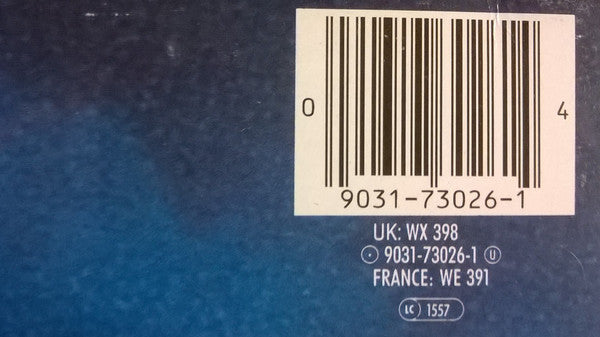 0 9031-73026-1 4
UK: WX 398
9031-73026-1 U
FRANCE: WE 391
LC 1557